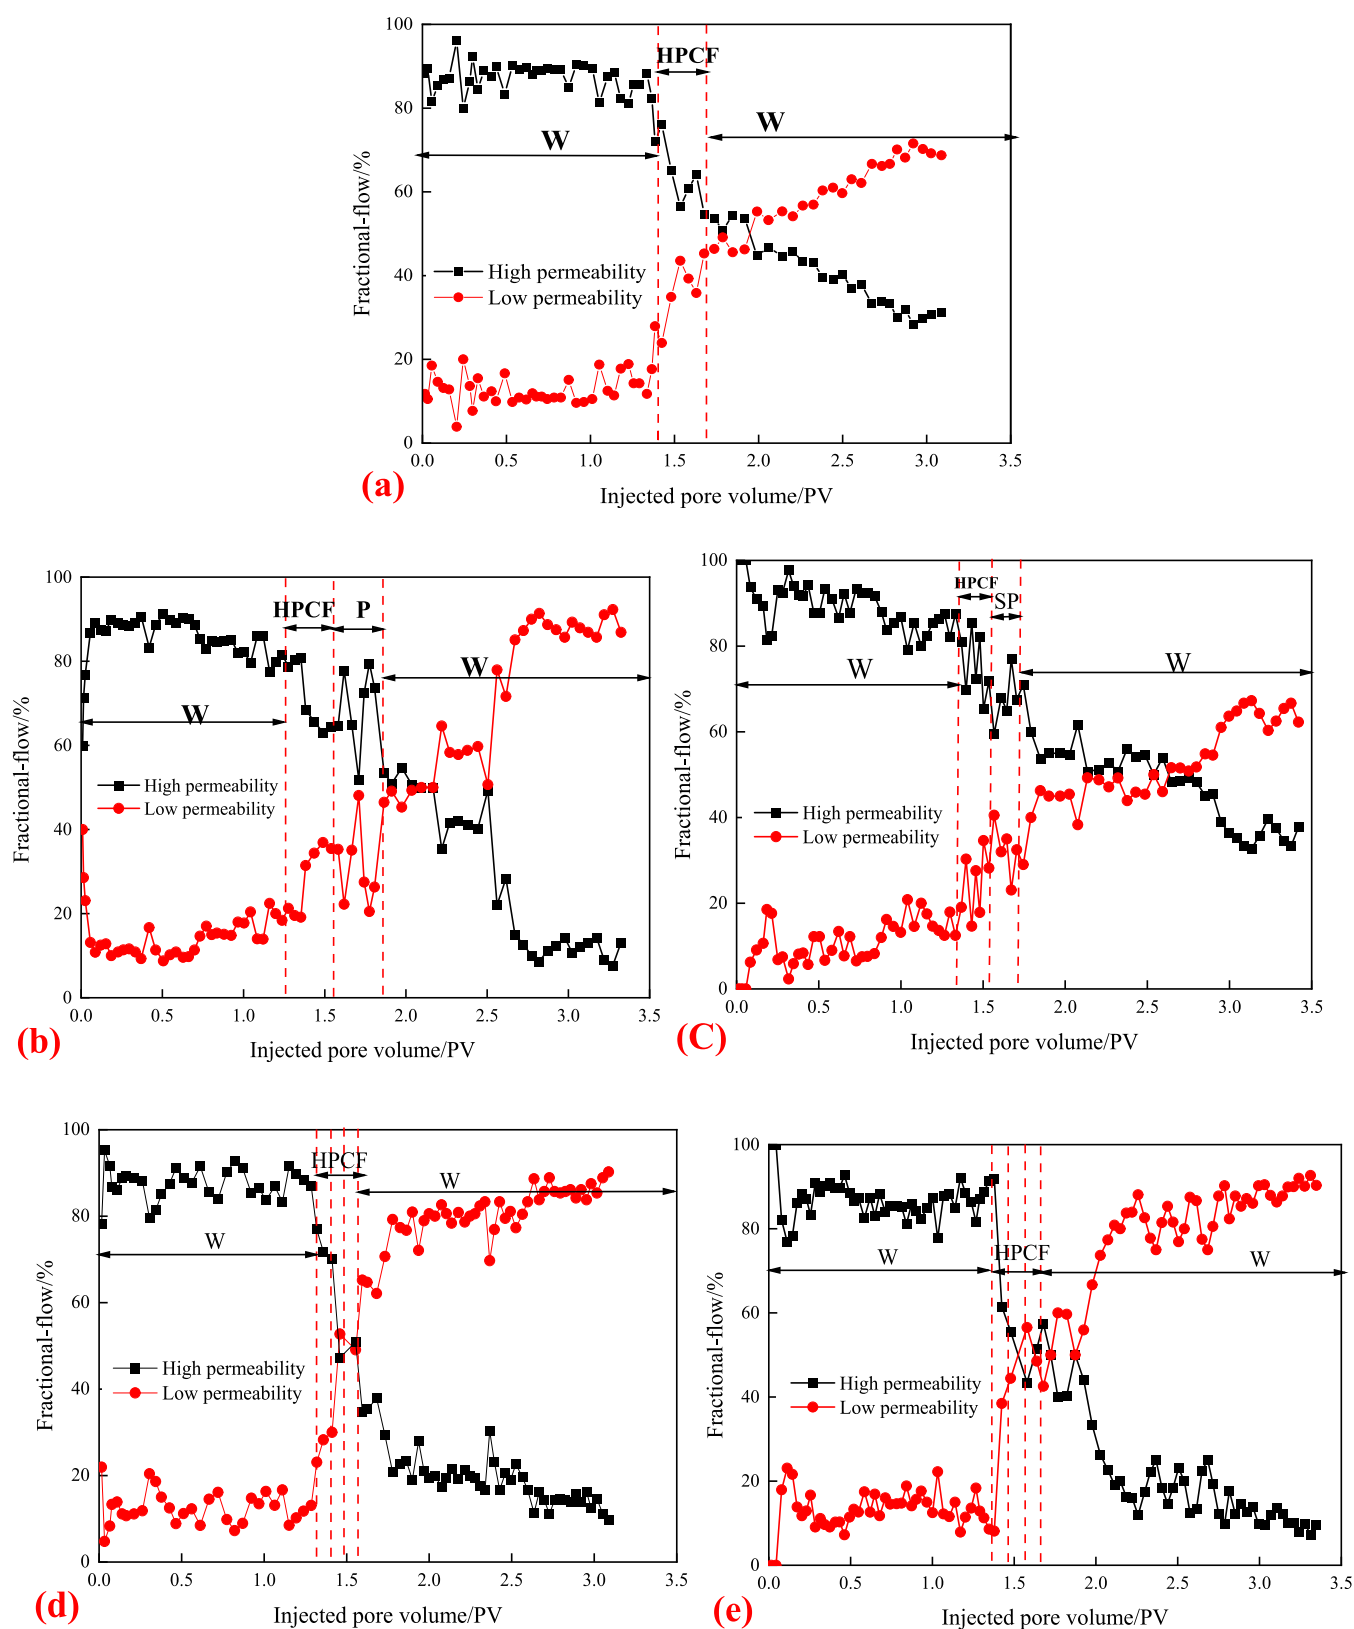 100
80
60
40
20
0
Fractional-flow/%
HPCF
W
W
High permeability
Low permeability
0.0 0.5 1.0 1.5 2.0 2.5 3.0 3.5
(a)
Injected pore volume/PV
100
80
60
40
20
0
Fractional-flow/%
HPCF P
W
W
High permeability
Low permeability
0.0 0.5 1.0 1.5 2.0 2.5 3.0 3.5
(b)
Injected pore volume/PV
100
80
60
40
20
0
Fractional-flow/%
HPCF
SP
W
W
High permeability
Low permeability
0.0 0.5 1.0 1.5 2.0 2.5 3.0 3.5
(C)
Injected pore volume/PV
100
80
60
40
20
0
Fractional-flow/%
HPCF
W
W
High permeability
Low permeability
0.0 0.5 1.0 1.5 2.0 2.5 3.0 3.5
(d)
Injected pore volume/PV
100
80
60
40
20
0
Fractional-flow/%
W HPCF W
High permeability
Low permeability
0.0 0.5 1.0 1.5 2.0 2.5 3.0 3.5
(e)
Injected pore volume/PV